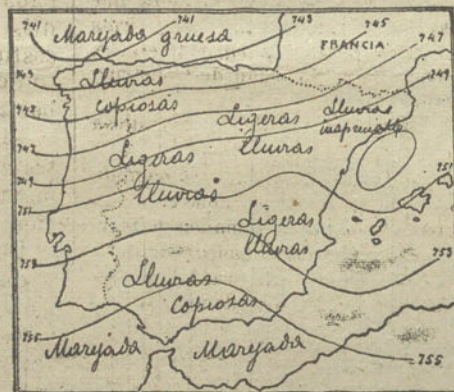 741 741 743 745
Marejada gruesa
FRANCIA
747
743
Lluvias
copiosas
749
745
Ligeras
lluvias
Lluvias
747
Ligeras
lluvias
749
751
751
Ligeras
lluvias
753
753
Lluvias
copiosas
755
Marejada
Marejada
755